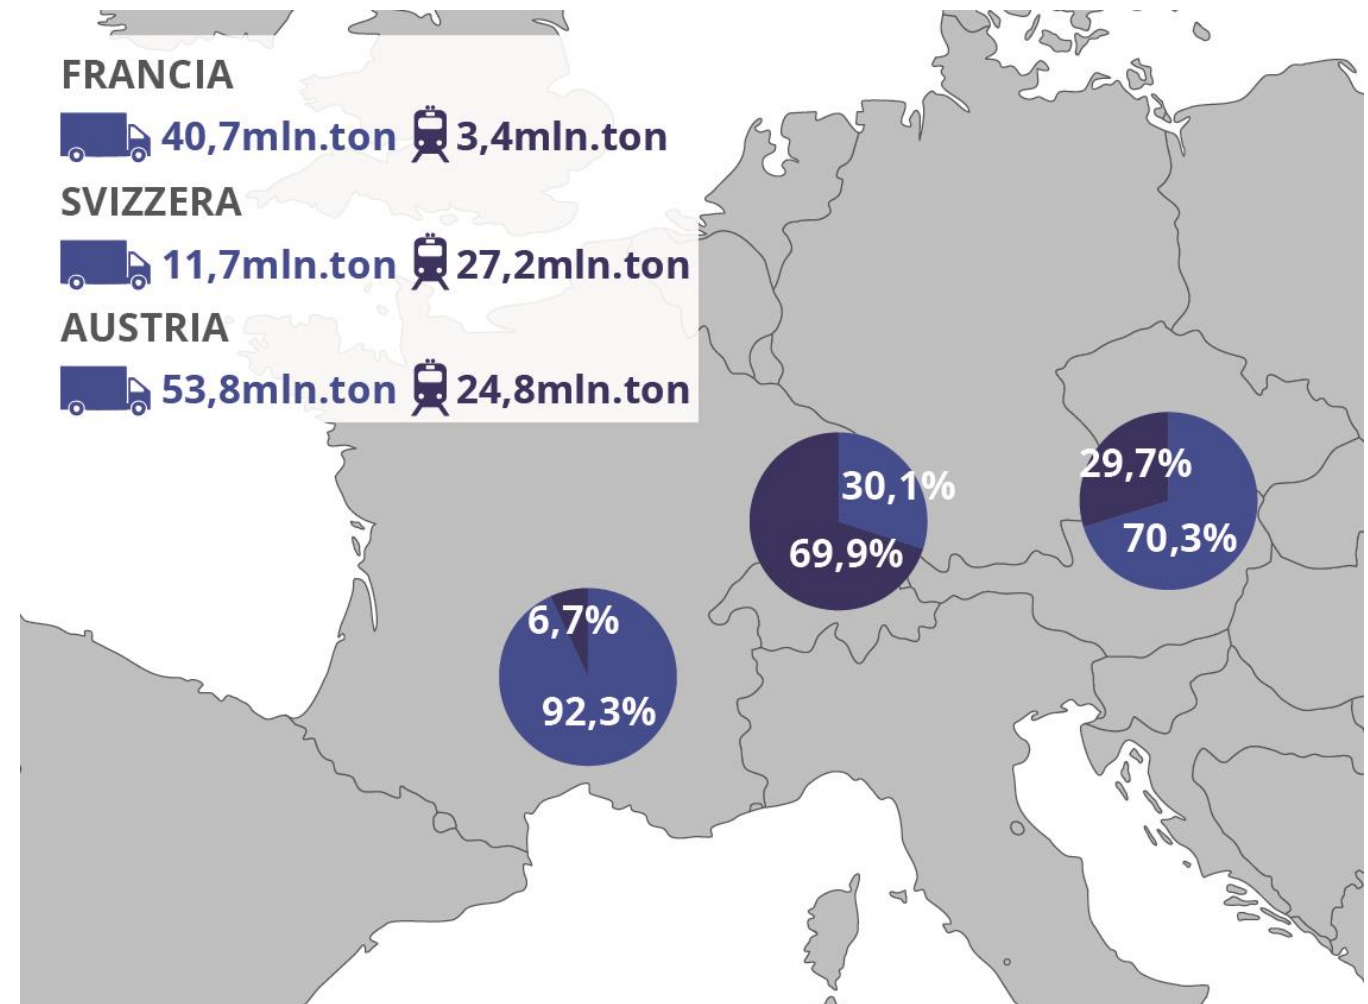 FRANCIA
40,7mln.ton 3,4mln.ton
SVIZZERA
11,7mln.ton 27,2mln.ton
AUSTRIA
53,8mln.ton 24,8mln.ton
29,7%
70,3%
30,1%
69,9%
6,7%
92,3%